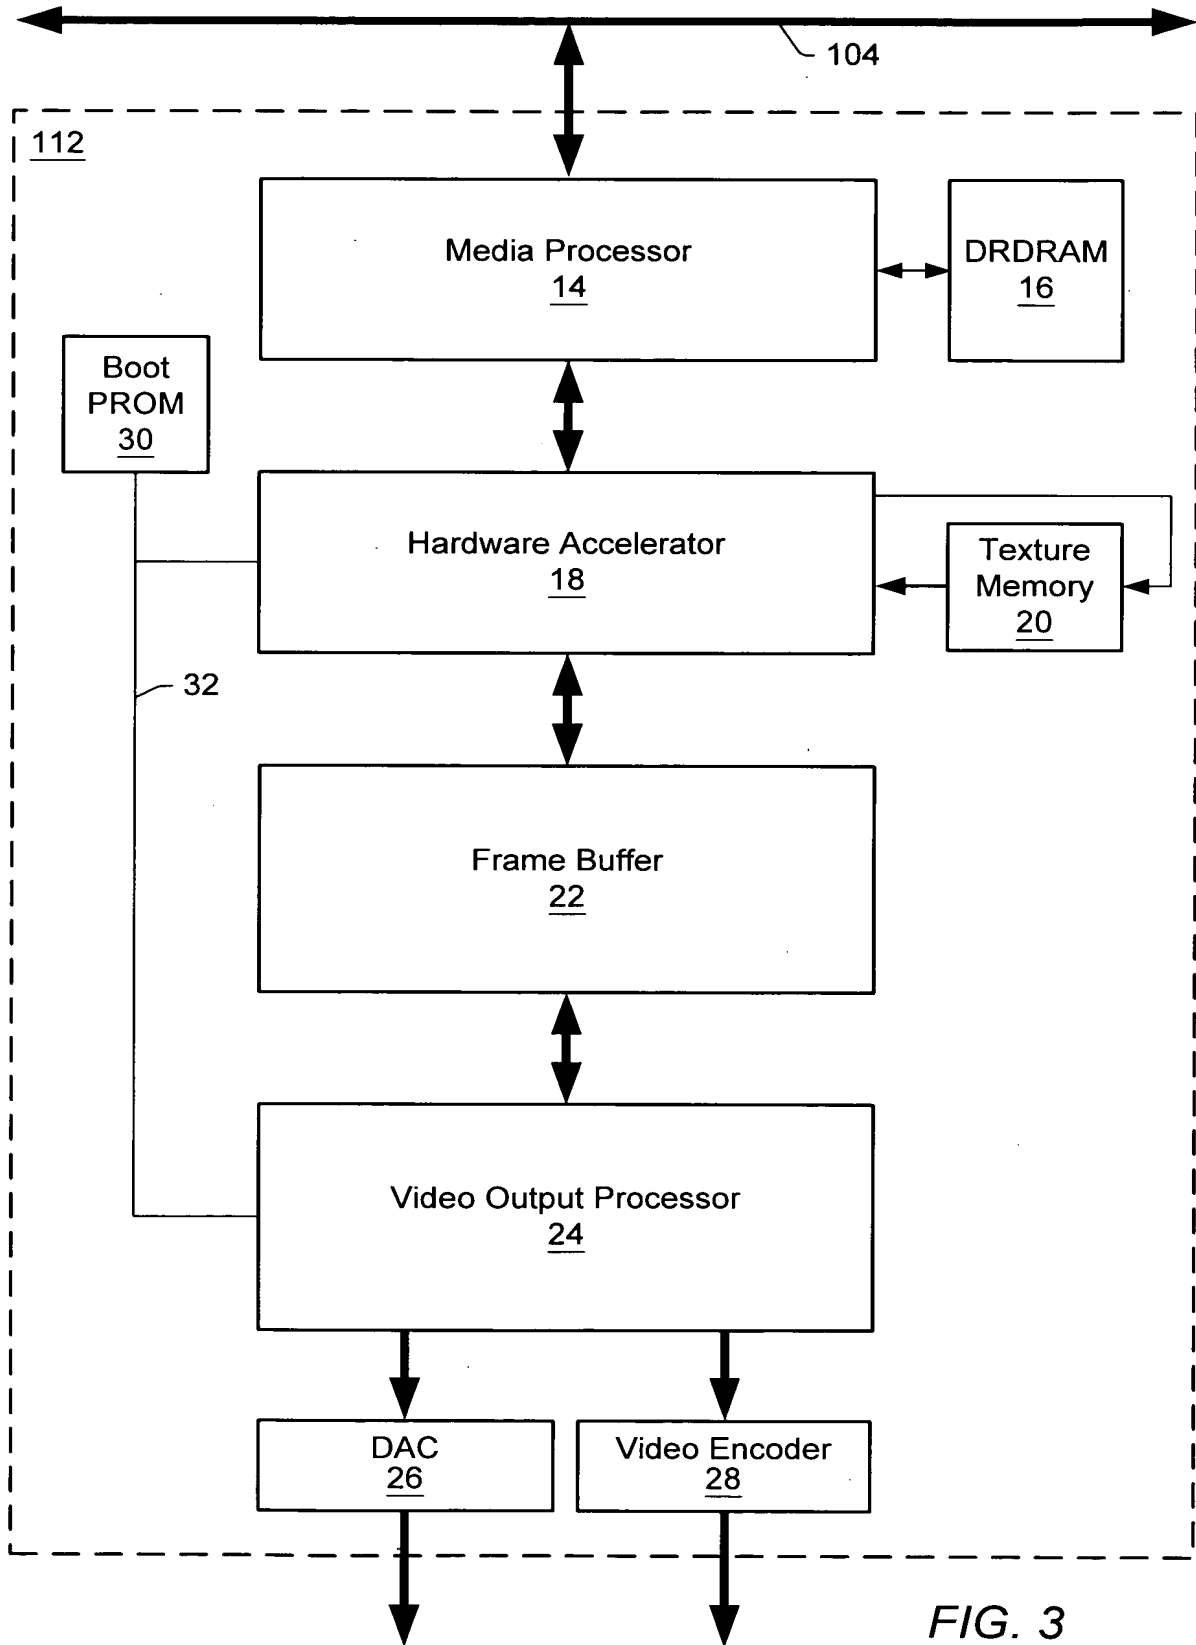 104
112
Media Processor
14
DRDRAM
16
Boot
PROM
30
Hardware Accelerator
18
Texture
Memory
20
32
Frame Buffer
22
Video Output Processor
24
DAC
26
Video Encoder
28
FIG. 3